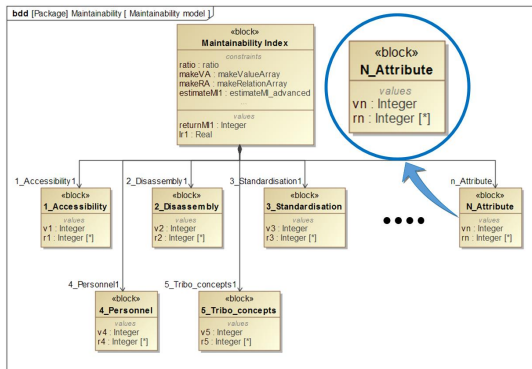 bdd [Package] Maintainability [ Maintainability model ]
«block»
Maintainability Index
constraints
ratio : ratio
makeVA : makeValueArray
makeRA : makeRelationArray
estimateMI1 : estimateMI_advanced
...
values
returnMI1 : Integer
lr1 : Real
«block»
N_Attribute
values
vn : Integer
rn : Integer [*]
1_Accessibility1
«block»
1_Accessibility
values
v1 : Integer
r1 : Integer [*]
2_Disassembly1
«block»
2_Disassembly
values
v2 : Integer
r2 : Integer [*]
3_Standardisation1
«block»
3_Standardisation
values
v3 : Integer
r3 : Integer [*]
n_Attribute
«block»
N_Attribute
values
vn : Integer
rn : Integer [*]
4_Personnel1
«block»
4_Personnel
values
v4 : Integer
r4 : Integer [*]
5_Tribo_concepts1
«block»
5_Tribo_concepts
values
v5 : Integer
r5 : Integer [*]